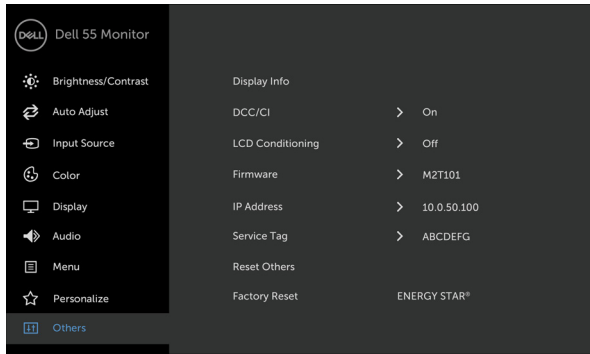 DELL Dell 55 Monitor
Brightness/Contrast Display Info
Auto Adjust DCC/CI > On
Input Source LCD Conditioning > Off
Color Firmware > M2T101
Display IP Address > 10.0.50.100
Audio Service Tag > ABCDEFG
Menu Reset Others
Personalize Factory Reset ENERGY STAR®
Others